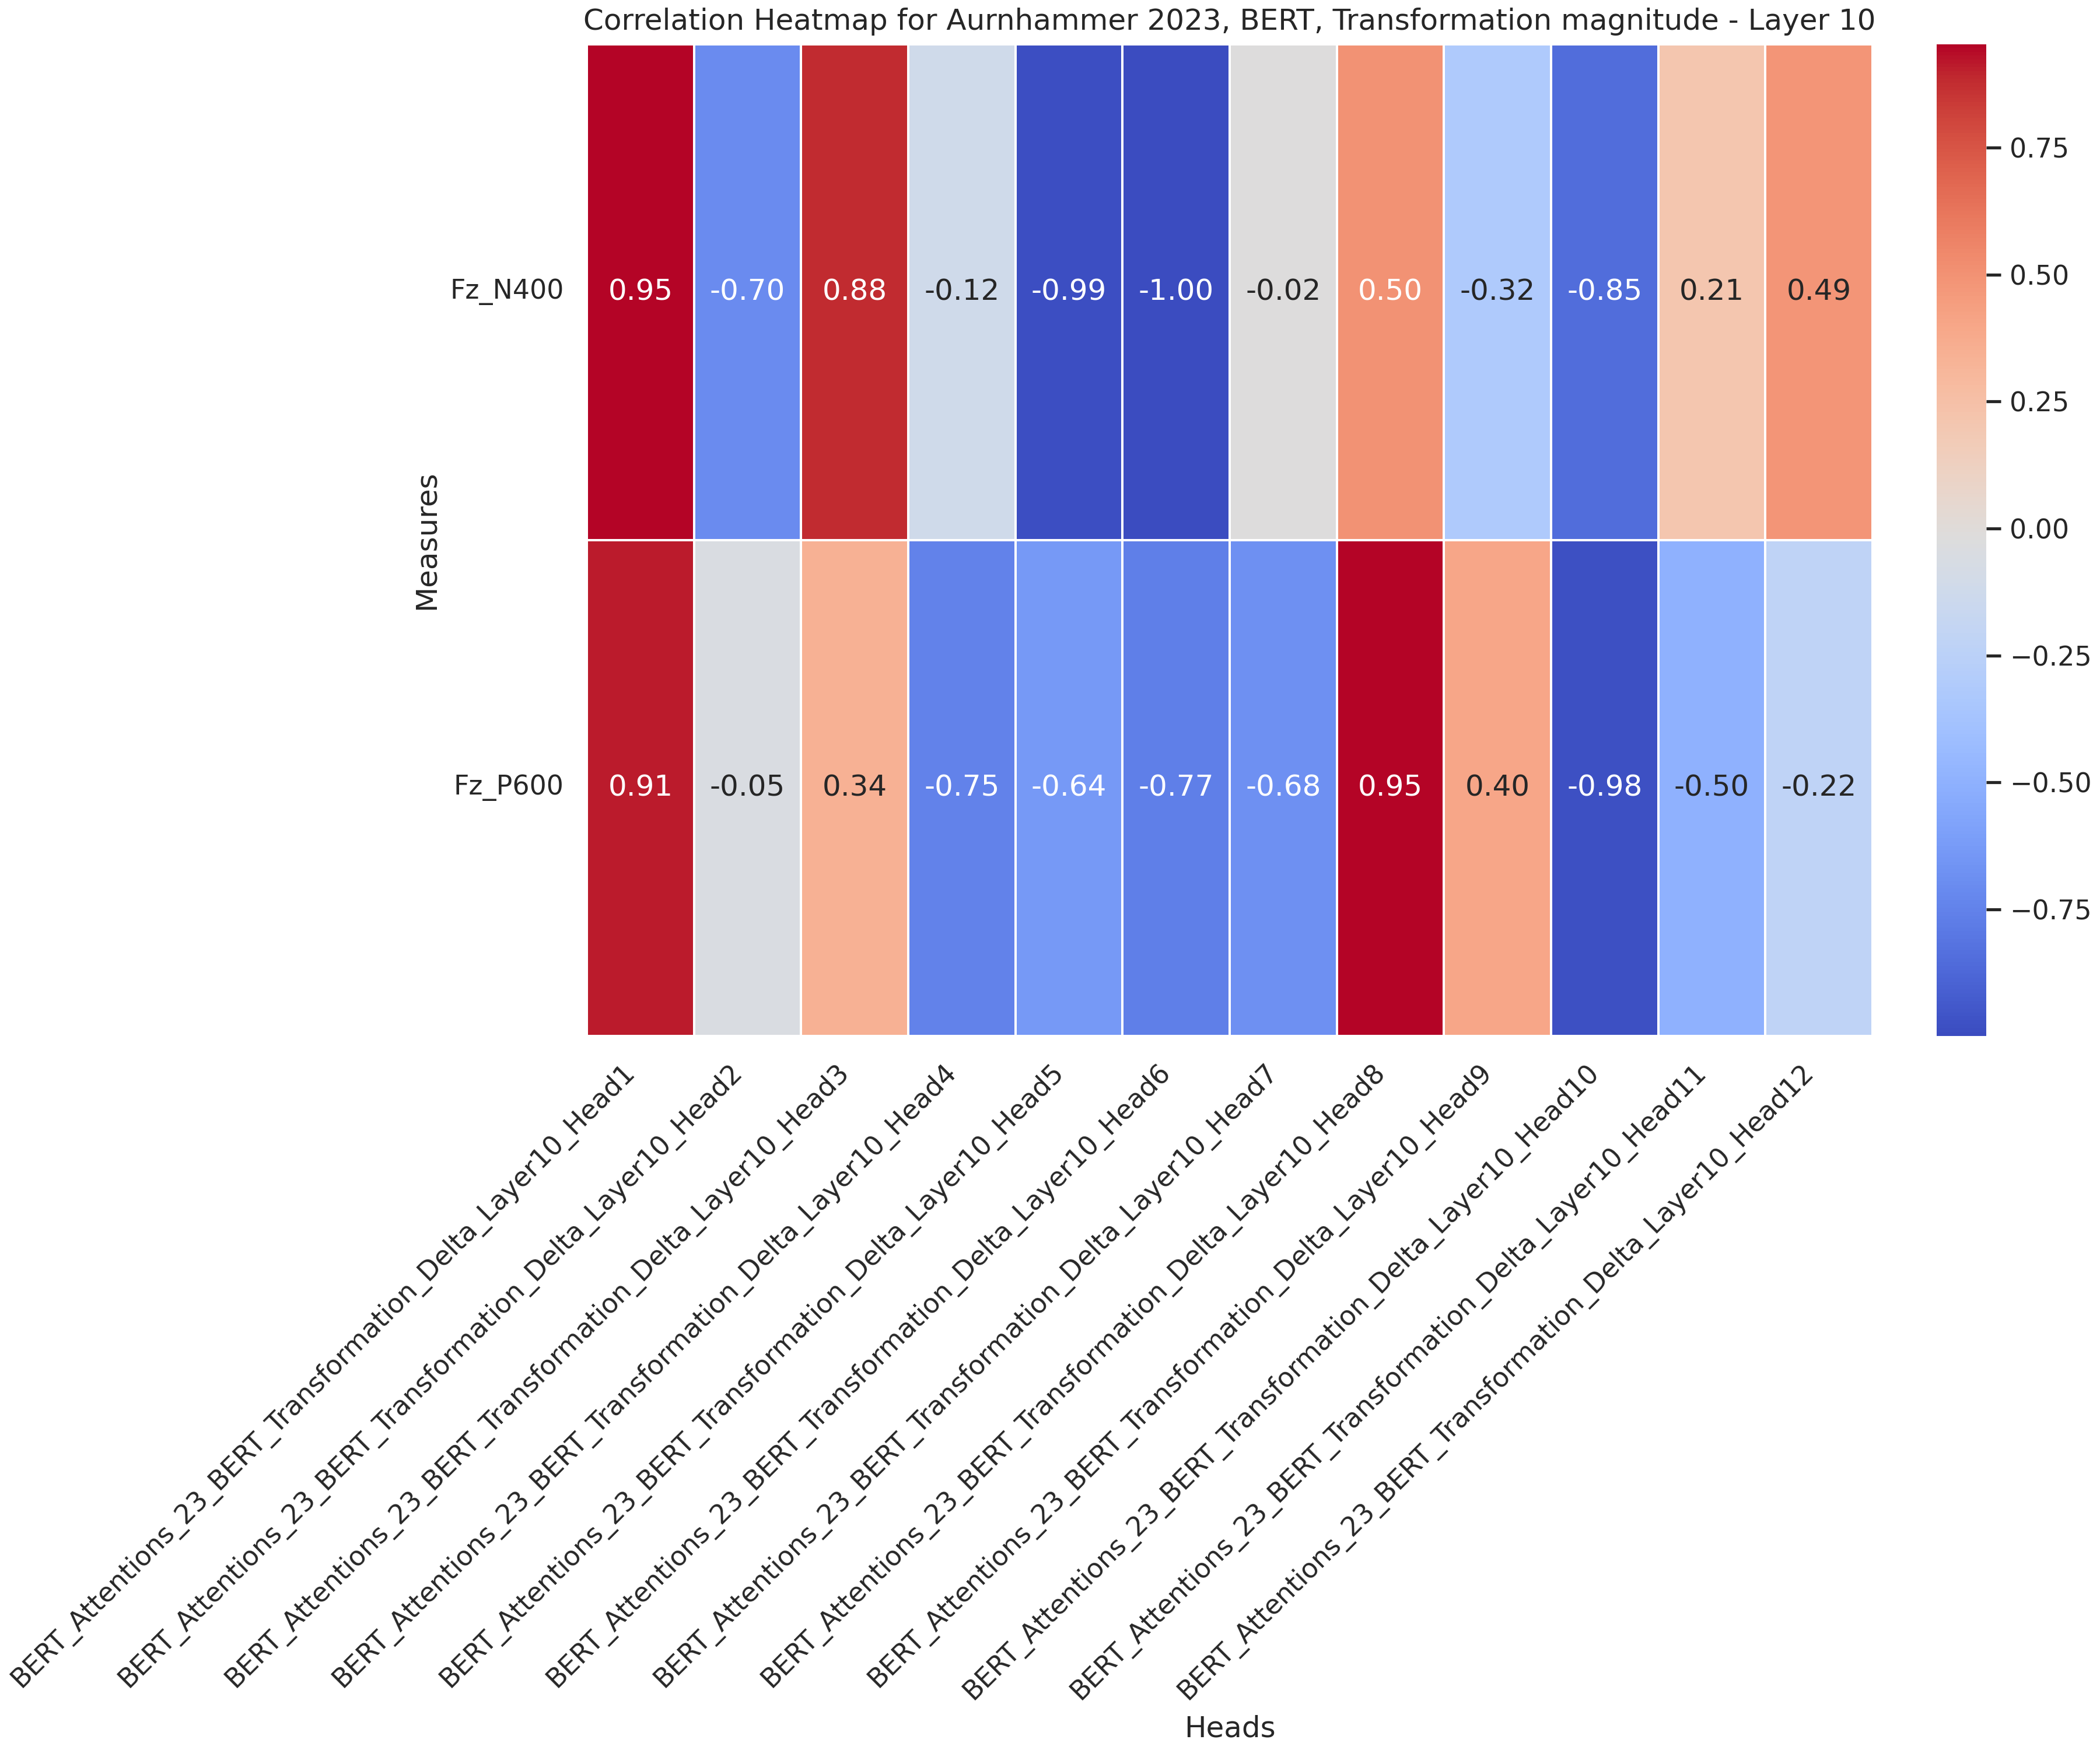 Correlation Heatmap for Aurnhammer 2023, BERT, Transformation magnitude - Layer 10
Measures
Fz_N400
0.95 -0.70 0.88 -0.12 -0.99 -1.00 -0.02 0.50 -0.32 -0.85 0.21 0.49
Fz_P600
0.91 -0.05 0.34 -0.75 -0.64 -0.77 -0.68 0.95 0.40 -0.98 -0.50 -0.22
0.75
0.50
0.25
0.00
−0.25
−0.50
−0.75
BERT_Attentions_23_BERT_Transformation_Delta_Layer10_Head1
BERT_Attentions_23_BERT_Transformation_Delta_Layer10_Head2
BERT_Attentions_23_BERT_Transformation_Delta_Layer10_Head3
BERT_Attentions_23_BERT_Transformation_Delta_Layer10_Head4
BERT_Attentions_23_BERT_Transformation_Delta_Layer10_Head5
BERT_Attentions_23_BERT_Transformation_Delta_Layer10_Head6
BERT_Attentions_23_BERT_Transformation_Delta_Layer10_Head7
BERT_Attentions_23_BERT_Transformation_Delta_Layer10_Head8
BERT_Attentions_23_BERT_Transformation_Delta_Layer10_Head9
BERT_Attentions_23_BERT_Transformation_Delta_Layer10_Head10
BERT_Attentions_23_BERT_Transformation_Delta_Layer10_Head11
BERT_Attentions_23_BERT_Transformation_Delta_Layer10_Head12
Heads